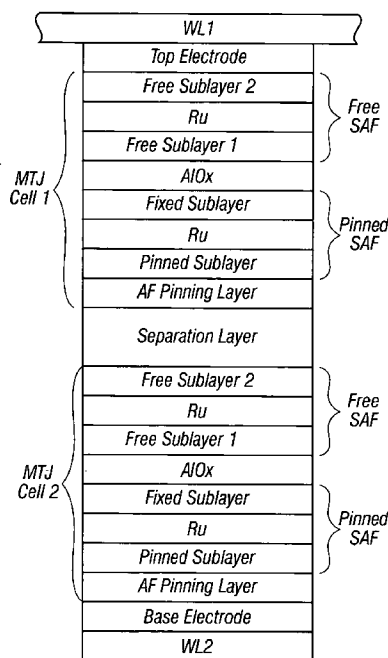 WL1
Top Electrode
Free Sublayer 2
Ru
Free Sublayer 1
Free
SAF
AlOx
MTJ
Cell 1
Fixed Sublayer
Ru
Pinned Sublayer
Pinned
SAF
AF Pinning Layer
Separation Layer
Free Sublayer 2
Ru
Free Sublayer 1
Free
SAF
AlOx
MTJ
Cell 2
Fixed Sublayer
Ru
Pinned Sublayer
Pinned
SAF
AF Pinning Layer
Base Electrode
WL2